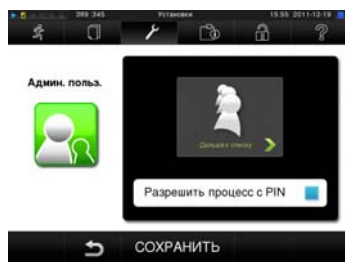 389 345 Установки 15:55 2011-12-19
Админ. польз.
Дальше к списку
Разрешить процесс с PIN
СОХРАНИТЬ